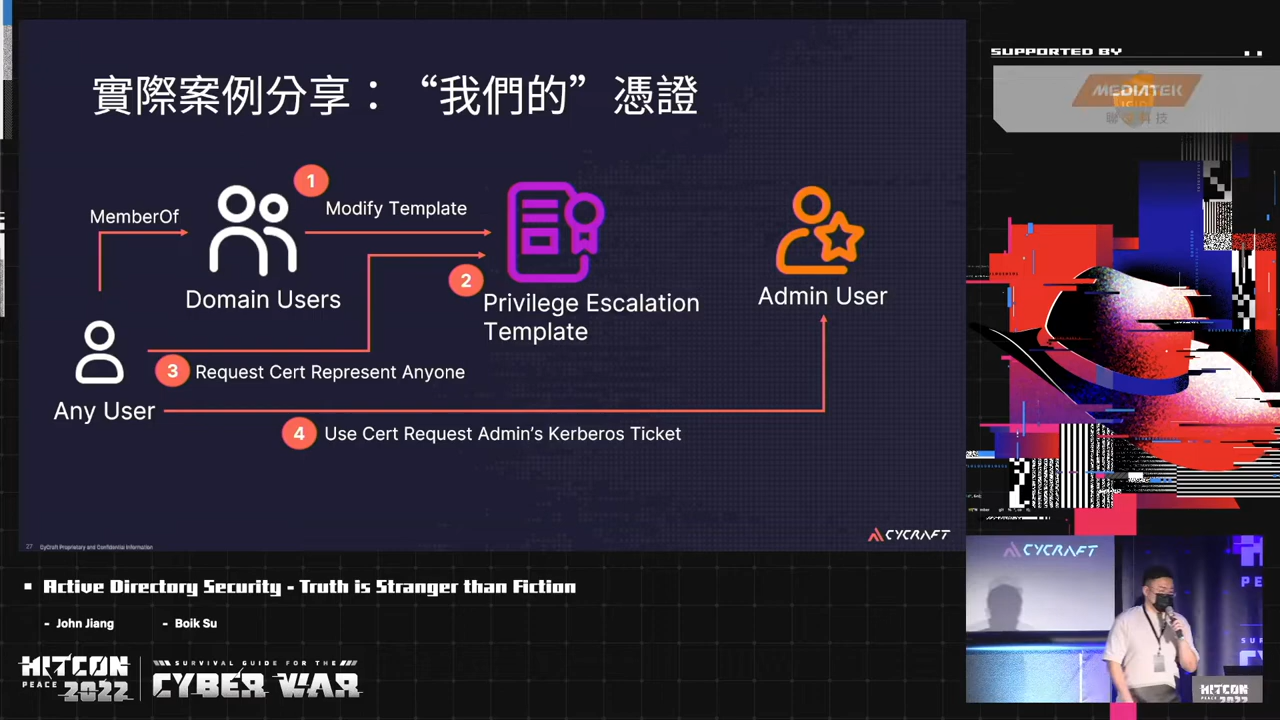 實際案例分享：“我們的”憑證
1
MemberOf
Modify Template
Domain Users
2
Privilege Escalation
Template
Admin User
3
Request Cert Represent Anyone
Any User
4
Use Cert Request Admin's Kerberos Ticket
27
CyCraft Proprietary and Confidential Information
CYCRAFT
SUPPORTED BY
MEDIATEK
聯發科技
CYCRAFT
Active Directory Security - Truth is Stranger than Fiction
- John Jiang
- Boik Su
HITCON
PEACE 2022
SURVIVAL GUIDE FOR THE
CYBER WAR
HITCON
2022